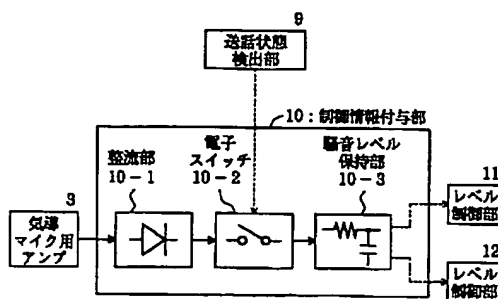 9
送話状態
検出部
10:制御情報付与部
整流部
10-1
電子
スイッチ
10-2
騒音レベル
保持部
10-3
3
気導
マイク用
アンプ
11
レベル
制御部
12
レベル
制御部